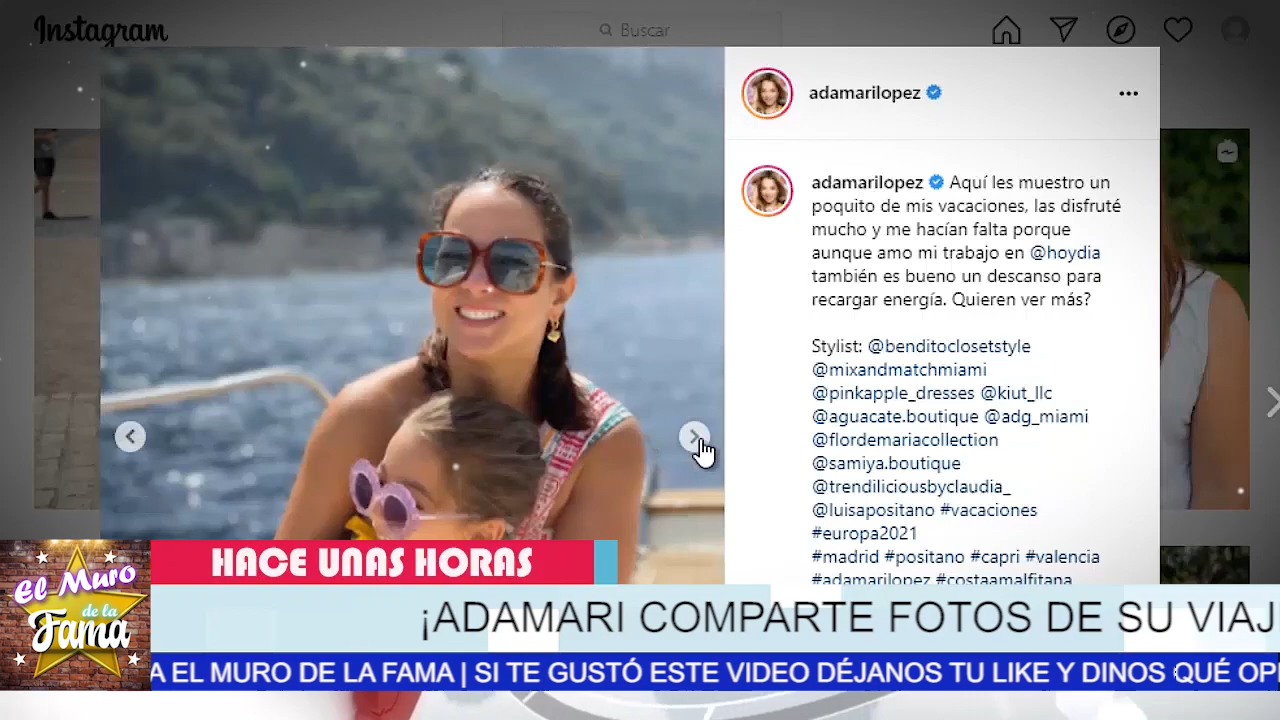 Instagram
Buscar
adamarilopez
adamarilopez Aquí les muestro un
poquito de mis vacaciones, las disfruté
mucho y me hacían falta porque
aunque amo mi trabajo en @hoydia
también es bueno un descanso para
recargar energía. Quieren ver más?
Stylist: @benditoclosetstyle
@mixandmatchmiami
@pinkapple_dresses @kiut_llc
@aguacate.boutique @adg_miami
@flordemariacollection
@samiya.boutique
@trendiliciousbyclaudia_
@luisapositano #vacaciones
#europa2021
#madrid #positano #capri #valencia
#adamarilopez #costaamalfitana
HACE UNAS HORAS
El Muro
de la
Fama
¡ADAMARI COMPARTE FOTOS DE SU VIAJ
A EL MURO DE LA FAMA | SI TE GUSTÓ ESTE VIDEO DÉJANOS TU LIKE Y DINOS QUÉ OPI